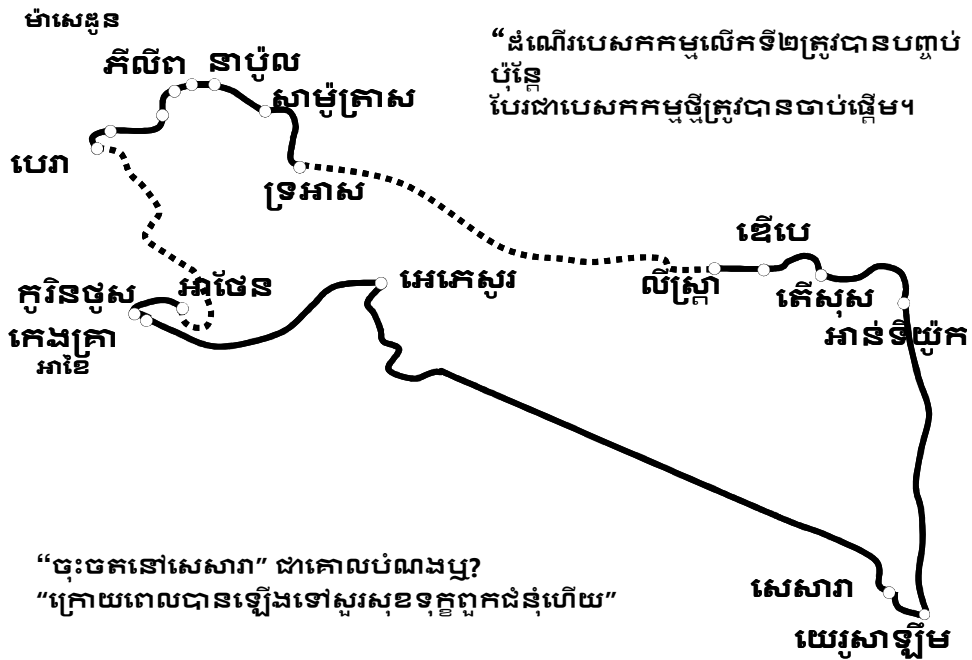 ម៉ាសេដូន
“ដំណើរបេសកកម្មលើកទី២ត្រូវបានបញ្ចប់
ប៉ុន្តែ
បែរជាបេសកកម្មថ្មីត្រូវបានចាប់ផ្តើម។
ភីលីព
នាប៉ូល
សាម៉ូត្រាស
បេរា
ទ្រអាស
ឌើបេ
លីស្ត្រា
តើសុស
អាន់ទីយ៉ូក
អាថែន
អេភេសូរ
កូរិនថូស
កេងគ្រា
អាខៃ
“ចុះចតនៅសេសារា” ជាគោលបំណងឬ?
“ក្រោយពេលបានឡើងទៅសួរសុខទុក្ខពួកជំនុំហើយ”
សេសារា
យេរូសាឡឹម